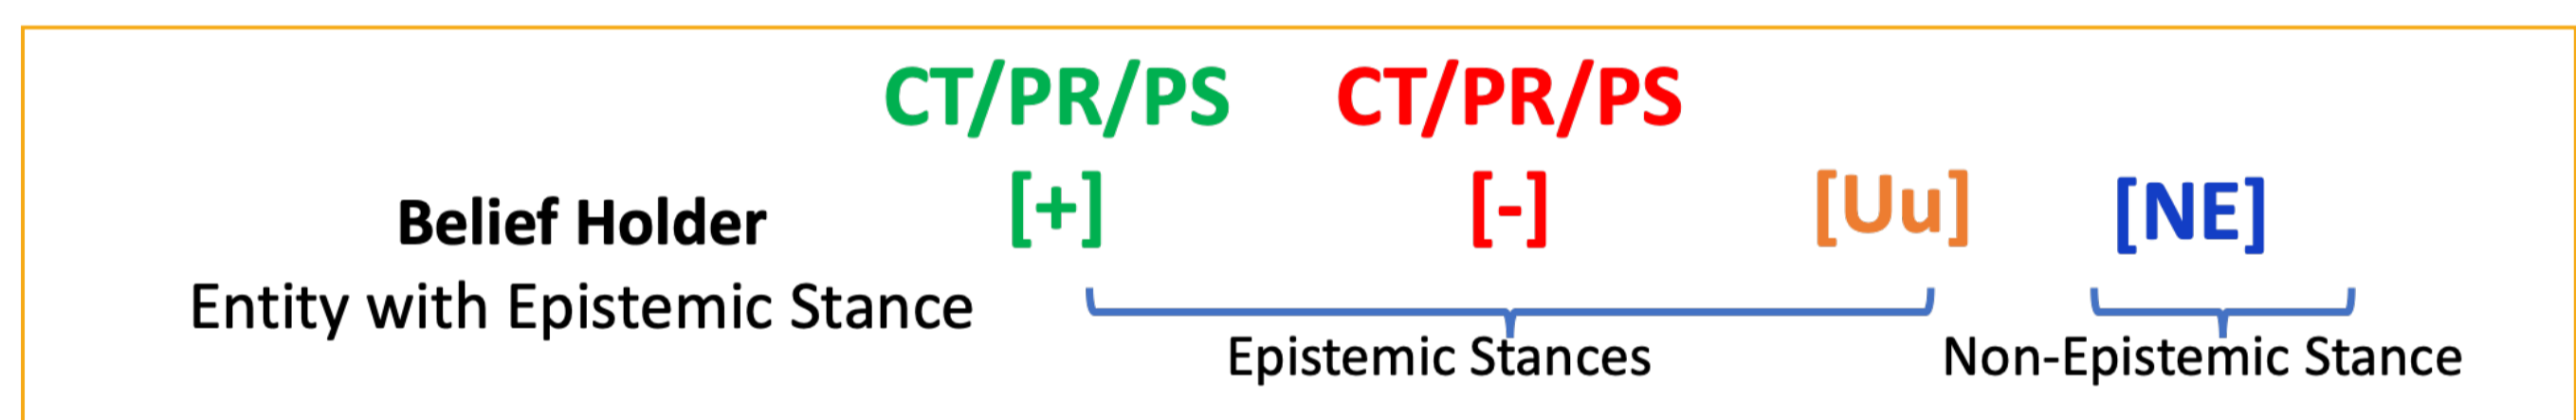 CT/PR/PS CT/PR/PS
[+] [-] [Uu] [NE]
Belief Holder
Entity with Epistemic Stance
Epistemic Stances Non-Epistemic Stance